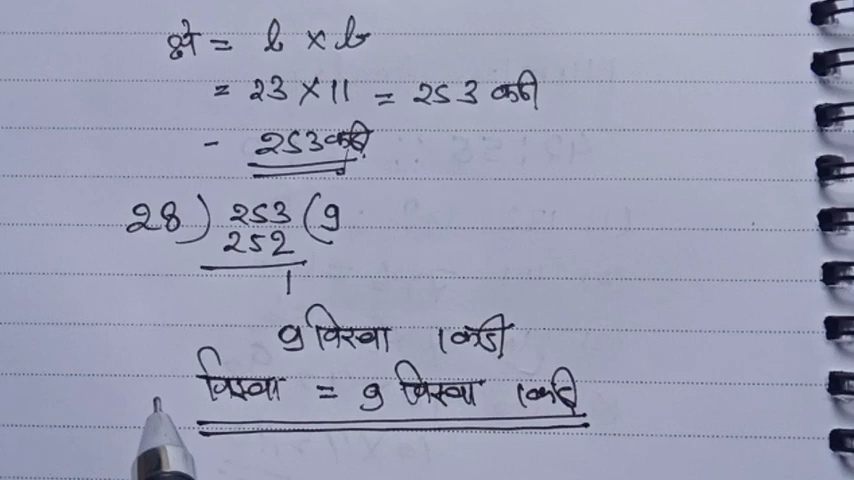 क्षे = l × b
= 23 × 11 = 253 कड़ी
- 253 कड़ी
28 ) 253 ( 9
252
1
9 विस्वा 1 कडी
विस्वा = 9 विस्वा 1 कड़ी